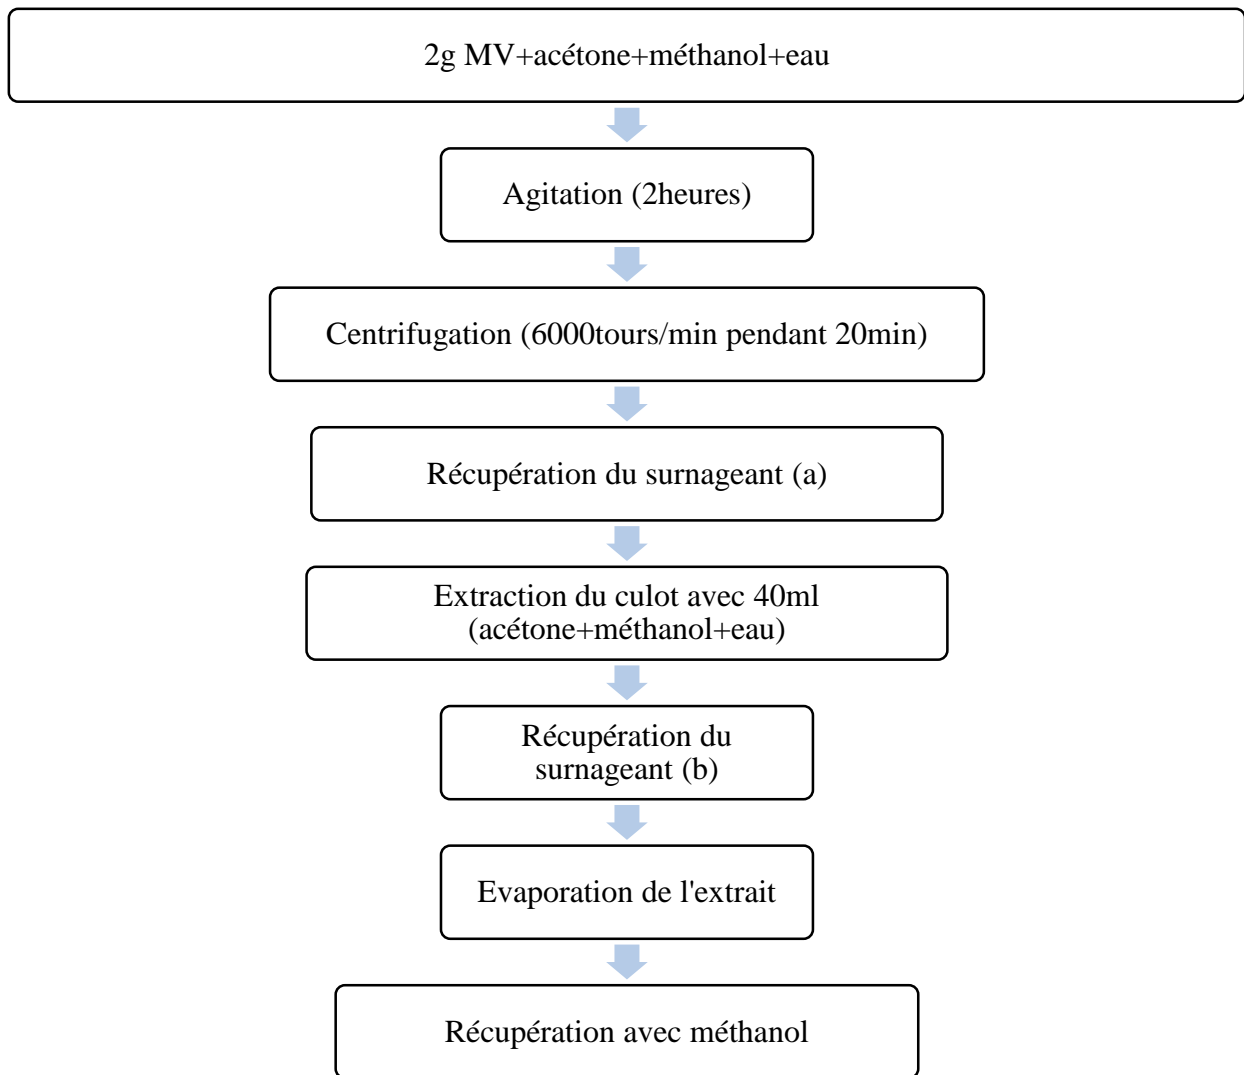 2g MV+acétone+méthanol+eau
Agitation (2heures)
Centrifugation (6000tours/min pendant 20min)
Récupération du surnageant (a)
Extraction du culot avec 40ml
(acétone+méthanol+eau)
Récupération du
surnageant (b)
Evaporation de l'extrait
Récupération avec méthanol